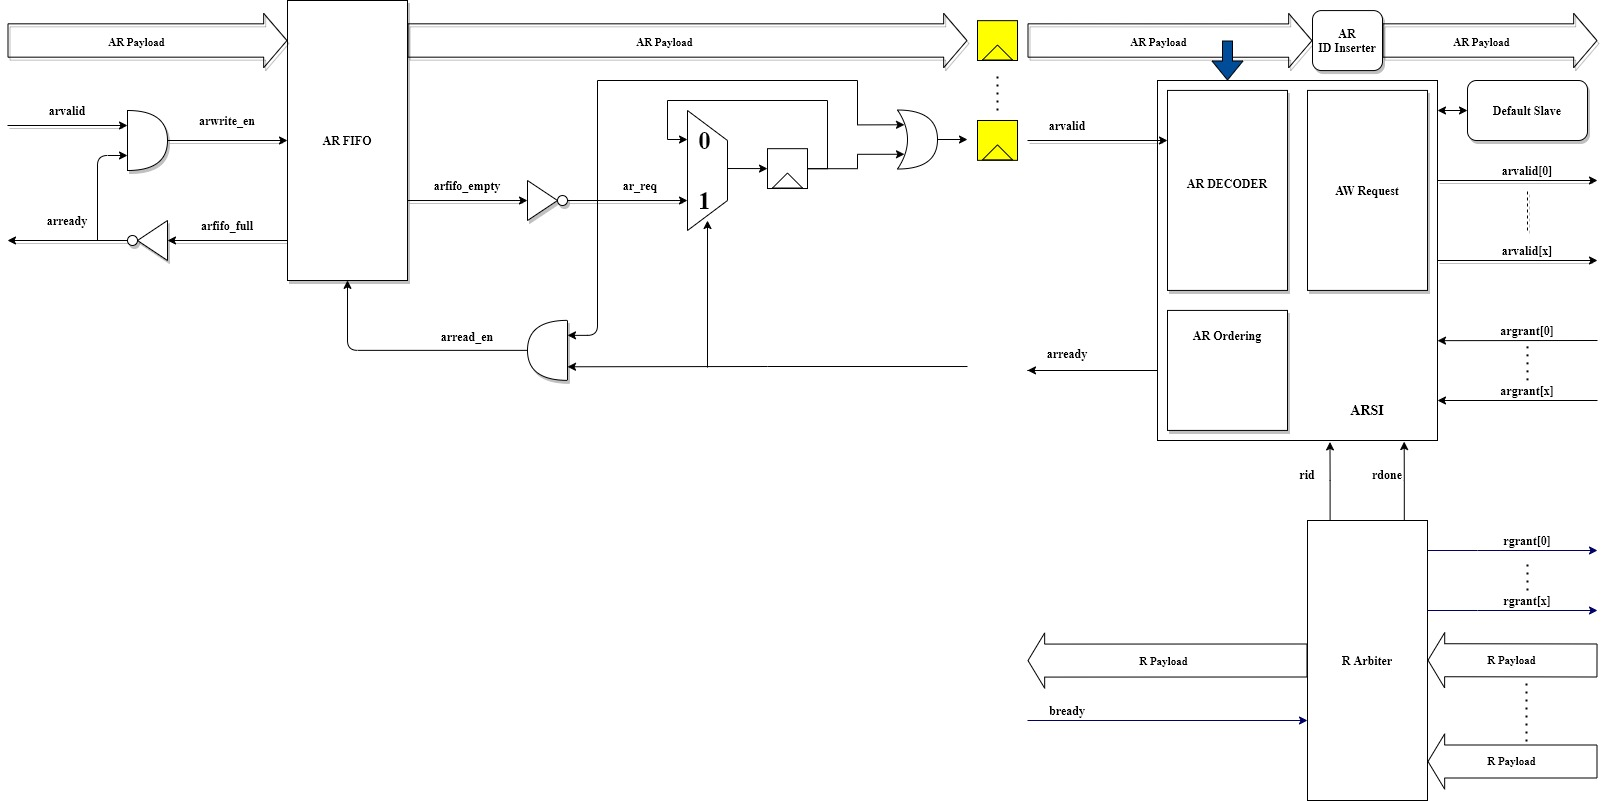 AR Payload
AR Payload
AR Payload
AR
ID Inserter
AR Payload
arvalid
arwrite_en
AR FIFO
0
1
arvalid
AR DECODER
AW Request
Default Slave
arvalid[0]
arfifo_empty
ar_req
arready
arfifo_full
arvalid[x]
arread_en
arready
AR Ordering
ARSI
argrant[0]
argrant[x]
rid
rdone
rgrant[0]
rgrant[x]
R Payload
R Arbiter
R Payload
bready
R Payload